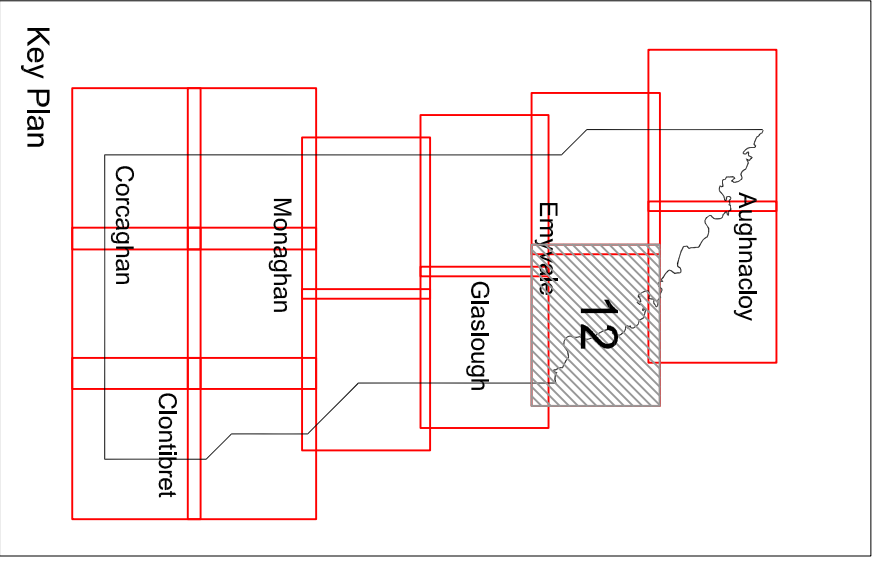 Key Plan
Aughnacloy
Emyvale
12
Glaslough
Monaghan
Corcaghan
Clontibret